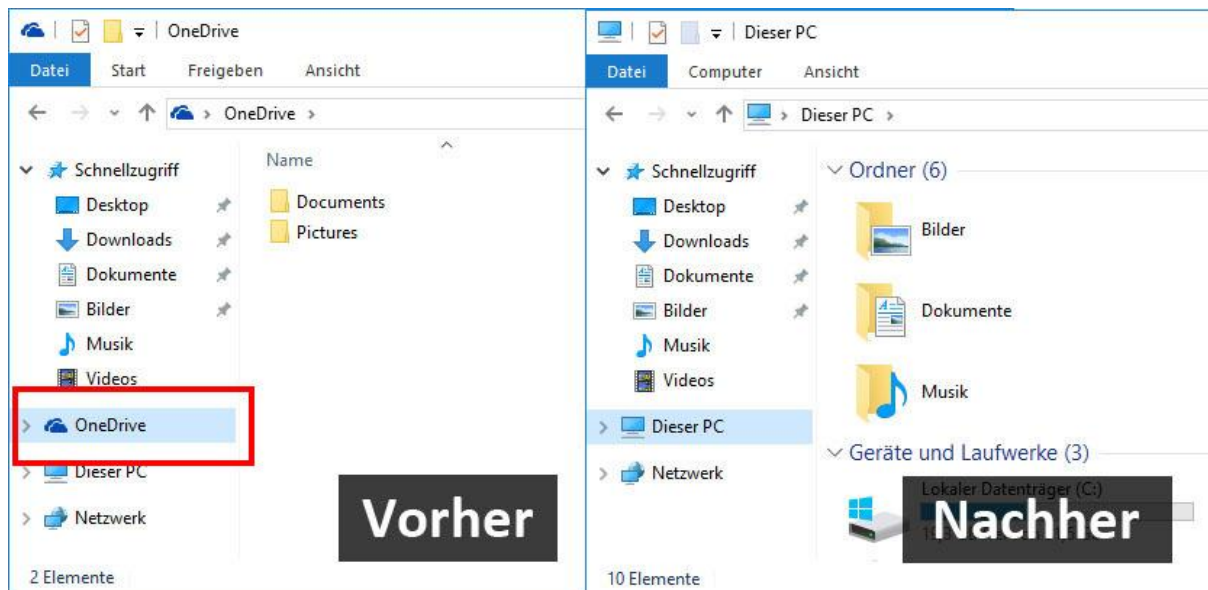 OneDrive
Datei Start Freigeben Ansicht
OneDrive
Schnellzugriff
Desktop
Downloads
Dokumente
Bilder
Musik
Videos
OneDrive
Dieser PC
Netzwerk
Name
Documents
Pictures
Vorher
2 Elemente
Dieser PC
Datei Computer Ansicht
Dieser PC
Schnellzugriff
Desktop
Downloads
Dokumente
Bilder
Musik
Videos
Dieser PC
Netzwerk
Ordner (6)
Bilder
Dokumente
Musik
Geräte und Laufwerke (3)
Lokaler Datenträger (C:)
Nachher
10 Elemente